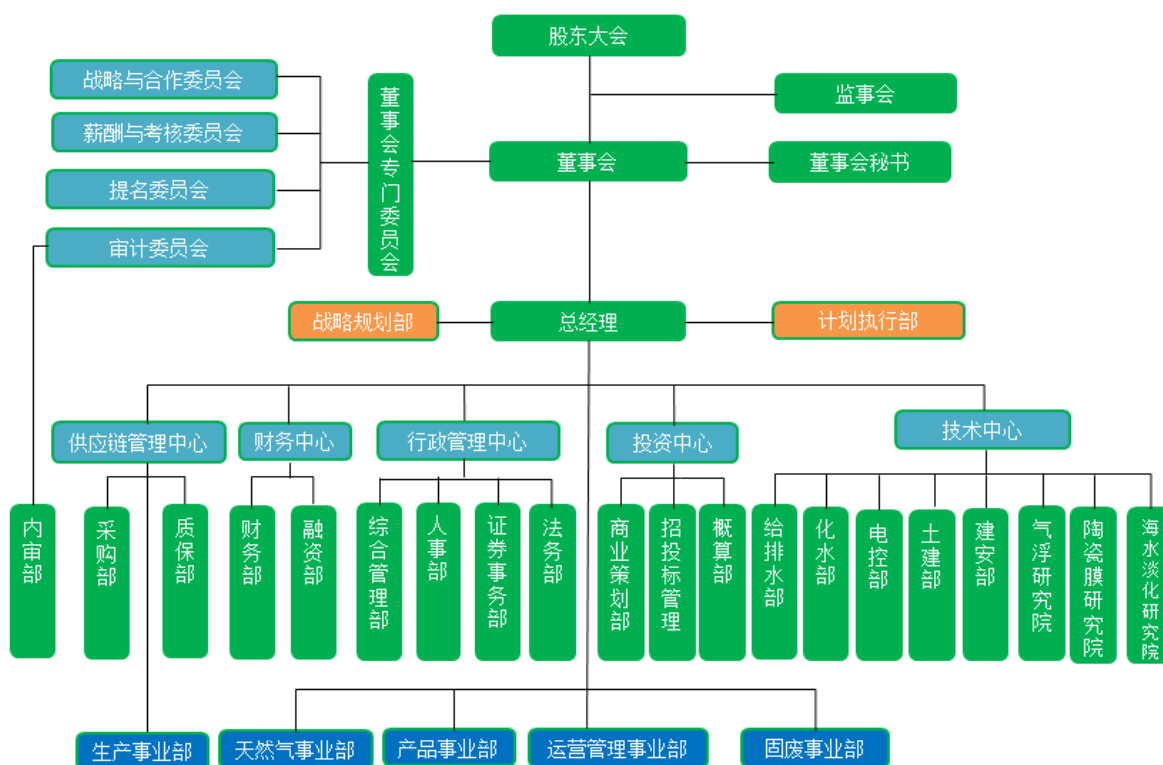 股东大会
战略与合作委员会
薪酬与考核委员会
提名委员会
审计委员会
董事会专门委员会
监事会
董事会
董事会秘书
战略规划部
总经理
计划执行部
供应链管理中心
财务中心
行政管理中心
投资中心
技术中心
内审部
采购部
质保部
财务部
融资部
综合管理部
人事部
证券事务部
法务部
商业策划部
招投标管理
概算部
给排水部
化水部
电控部
土建部
建安部
气浮研究院
陶瓷膜研究院
海水淡化研究院
生产事业部
天然气事业部
产品事业部
运营管理事业部
固废事业部